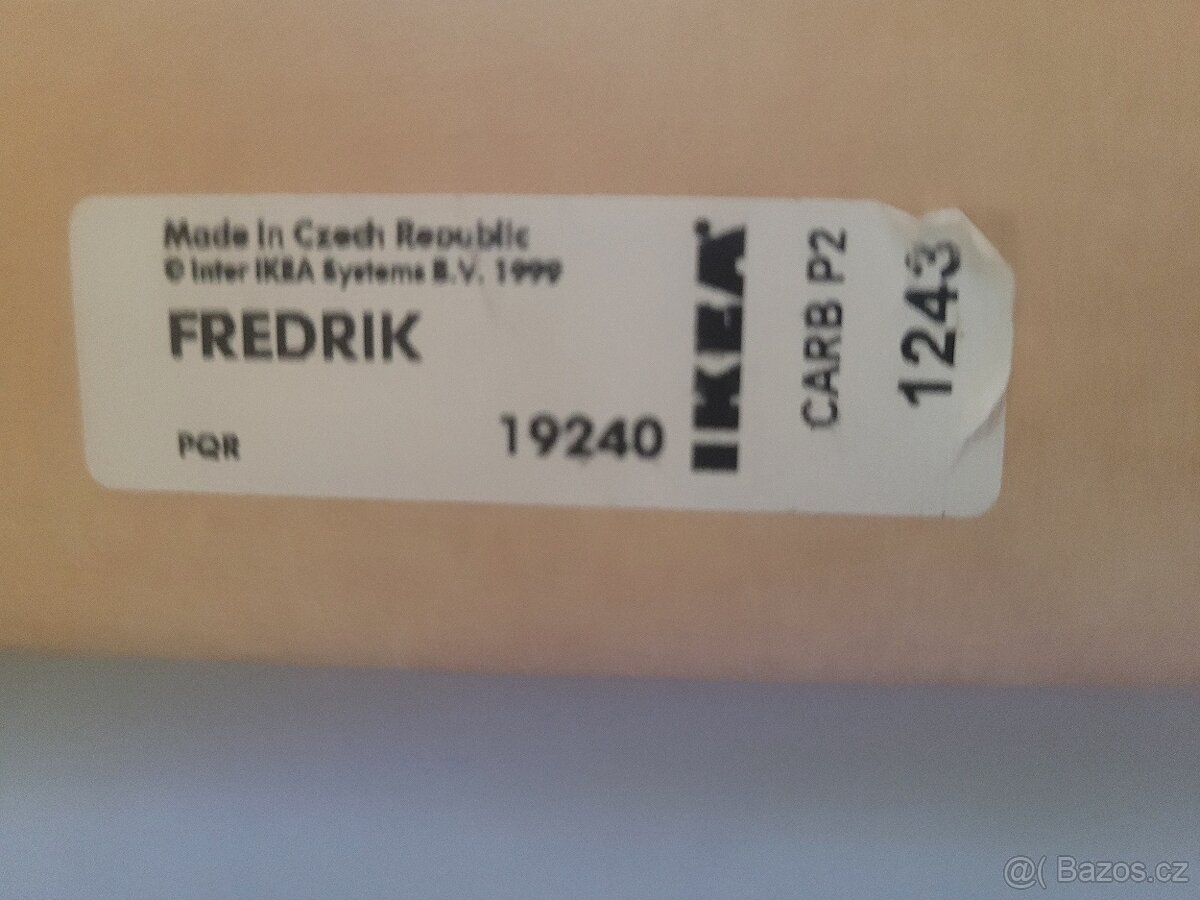 Made in Czech Republic
© Inter IKEA Systems B.V. 1999
FREDRIK
PQR
19240
IKEA
CARB P2
1243
@( Bazos.cz